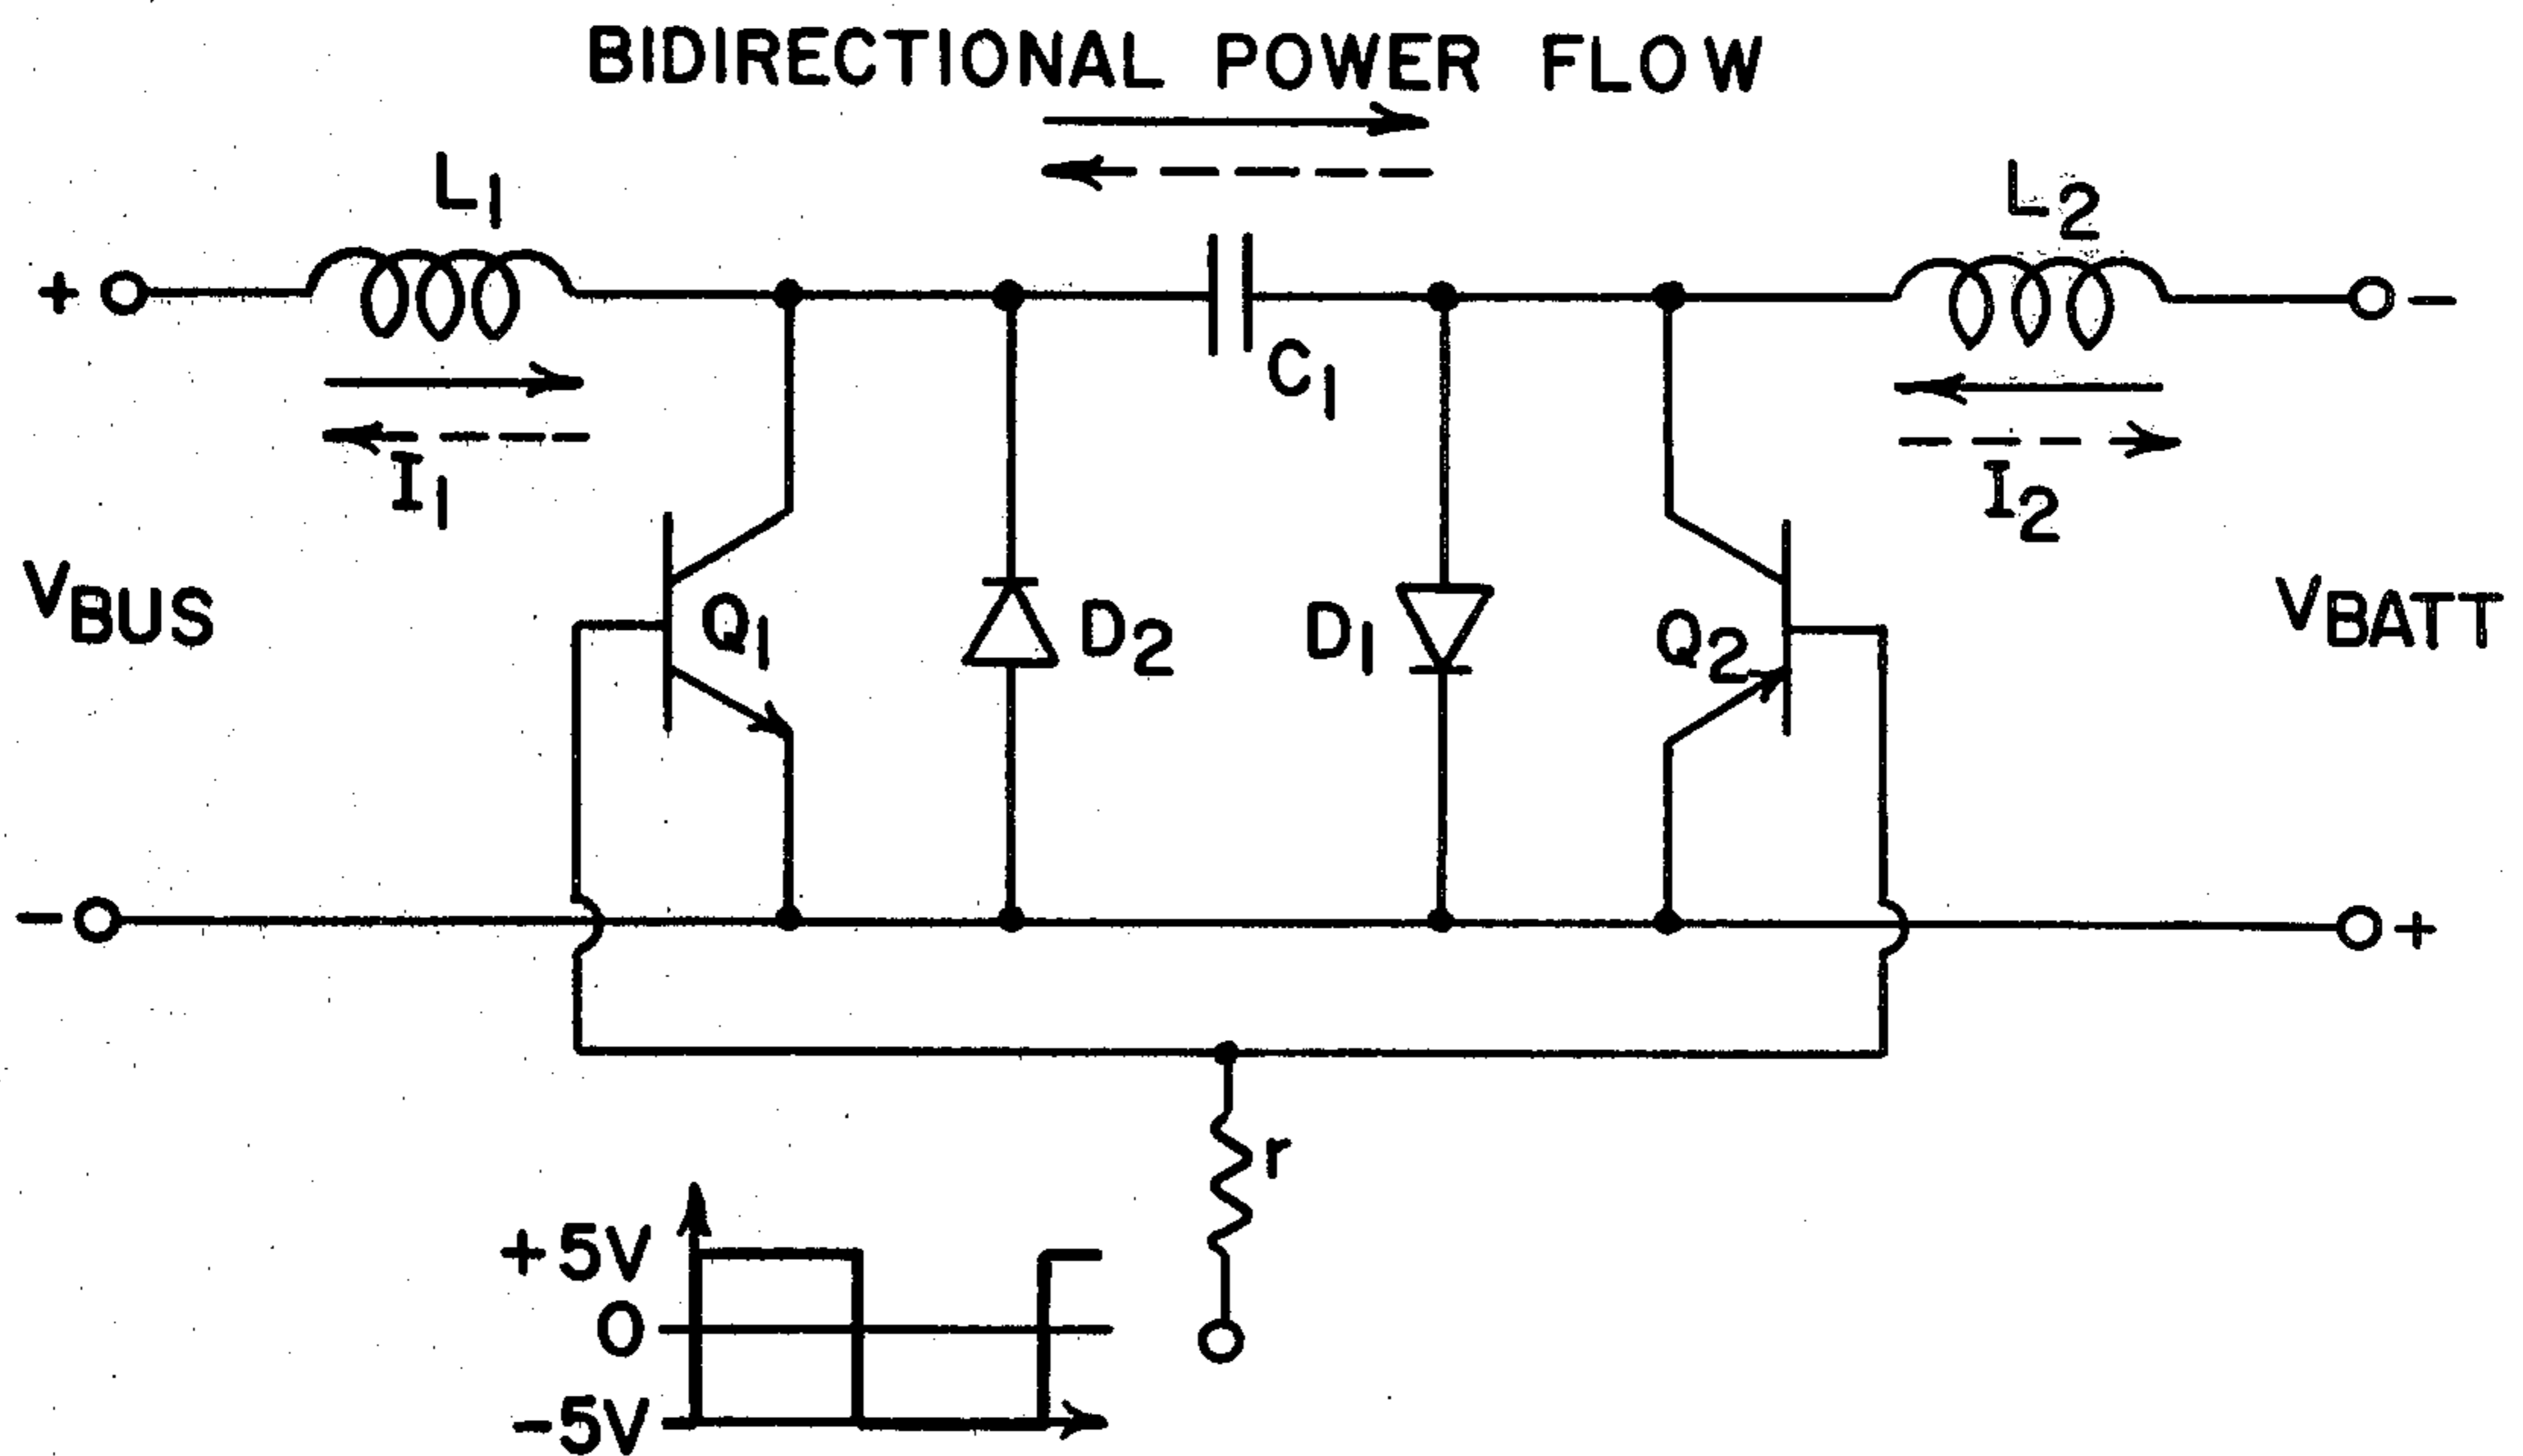 BIDIRECTIONAL POWER FLOW
L1
L2
+
−
C1
I1
I2
VBUS
Q1
D2
D1
Q2
VBATT
−
+
r
+5V
0
−5V